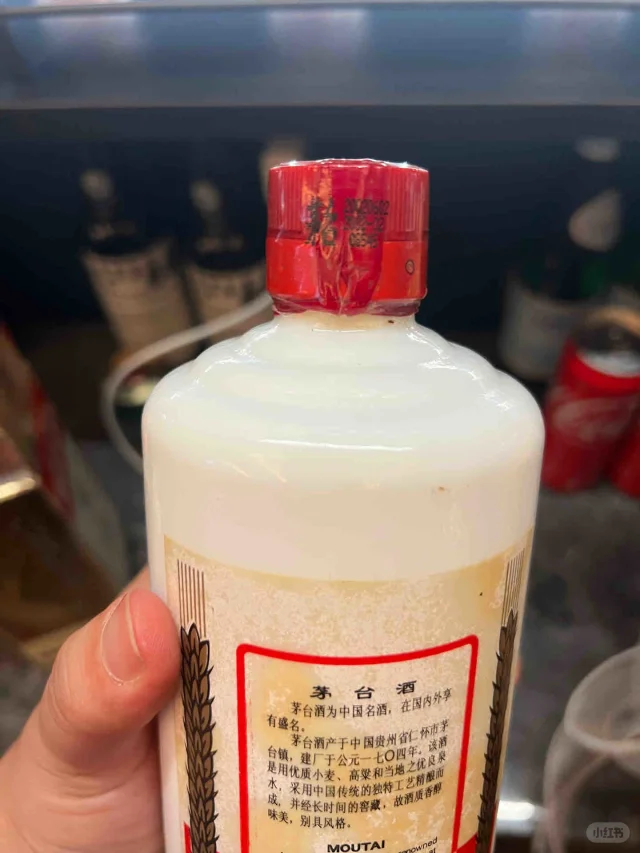 茅台酒
茅台酒为中国名酒，在国内外享
有盛名。
茅台酒产于中国贵州省仁怀市茅
台镇，建厂于公元一七〇四年。该酒
是用优质小麦、高粱和当地之优良泉
水，采用中国传统的独特工艺精酿而
成，并经长时间的窖藏，故酒质香醇
味美，别具风格。
MOUTAI
小红书